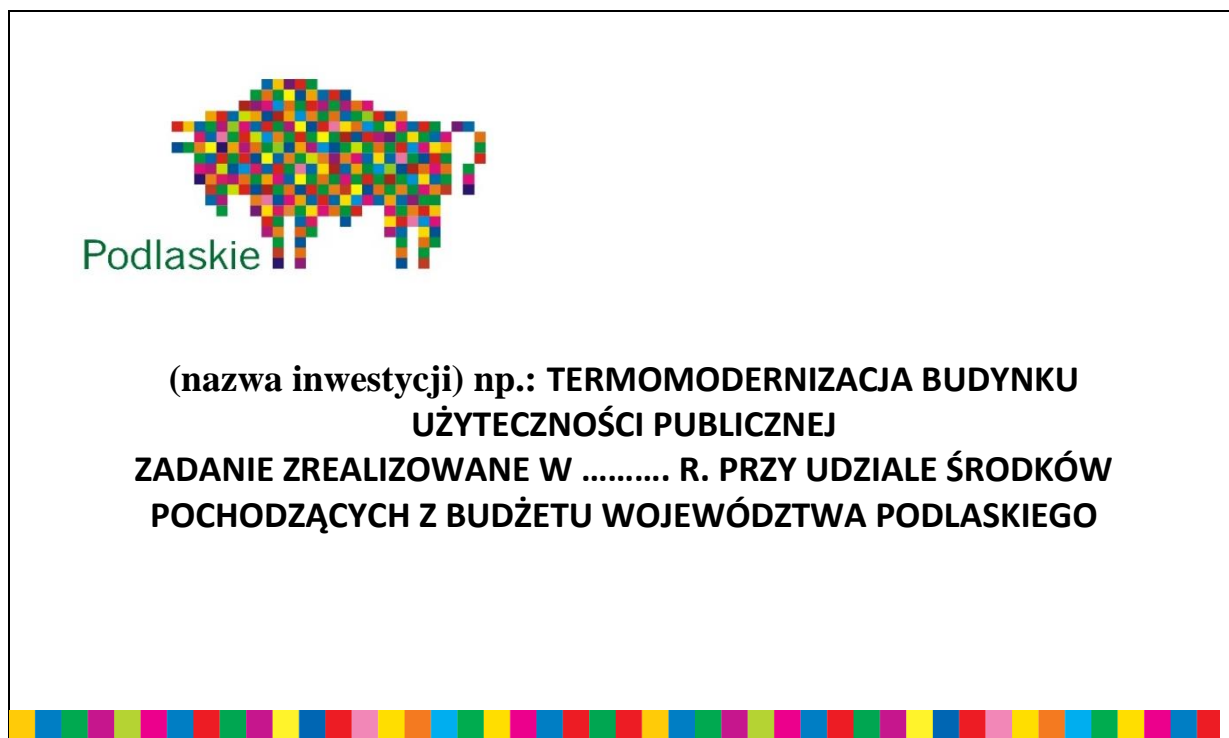 Podlaskie
(nazwa inwestycji) np.: TERMOMODERNIZACJA BUDYNKU
UŻYTECZNOŚCI PUBLICZNEJ
ZADANIE ZREALIZOWANE W ………. R. PRZY UDZIALE ŚRODKÓW
POCHODZĄCYCH Z BUDŻETU WOJEWÓDZTWA PODLASKIEGO